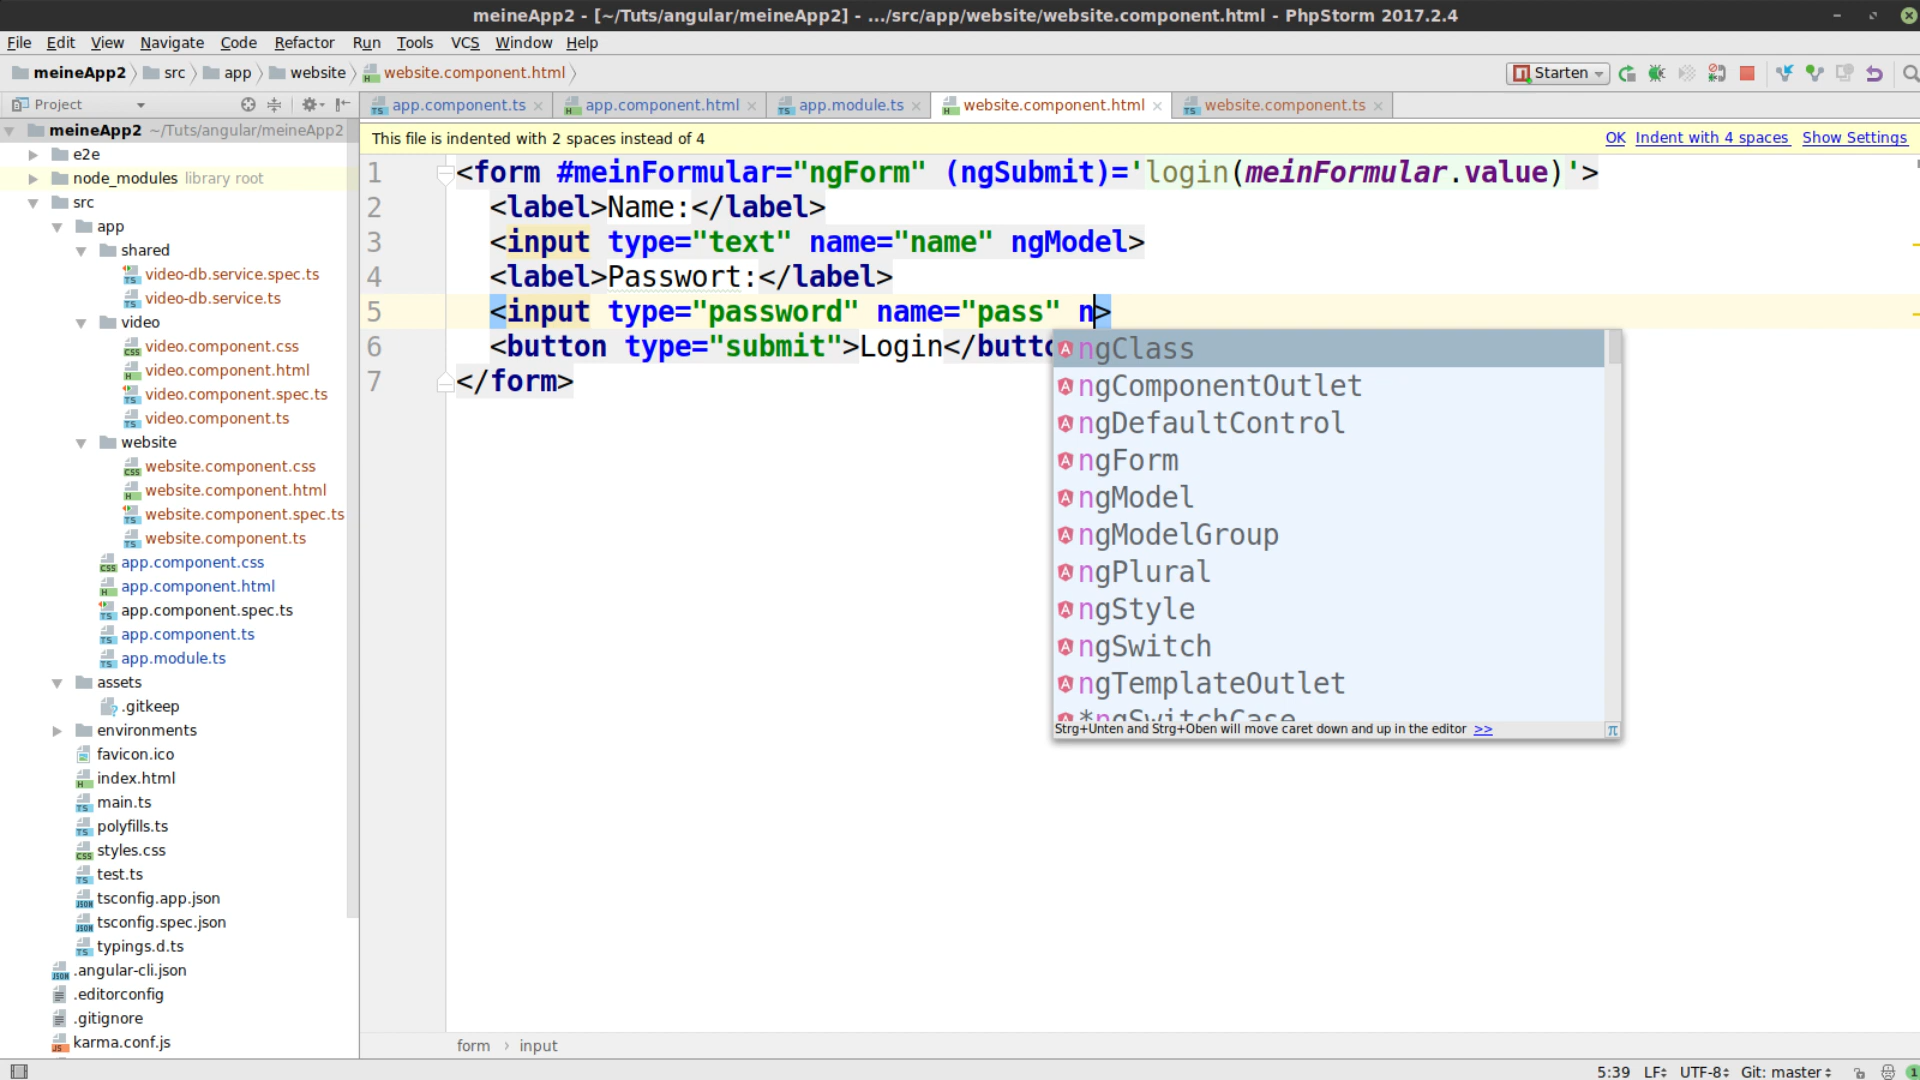 meineApp2 - [~/Tuts/angular/meineApp2] - .../src/app/website/website.component.html - PhpStorm 2017.2.4
File Edit View Navigate Code Refactor Run Tools VCS Window Help
meineApp2 src app website website.component.html Starten
Project
app.component.ts app.component.html app.module.ts website.component.html website.component.ts
This file is indented with 2 spaces instead of 4 OK Indent with 4 spaces Show Settings
meineApp2 ~/Tuts/angular/meineApp2
e2e
node_modules library root
src
app
shared
video-db.service.spec.ts
video-db.service.ts
video
video.component.css
video.component.html
video.component.spec.ts
video.component.ts
website
website.component.css
website.component.html
website.component.spec.ts
website.component.ts
app.component.css
app.component.html
app.component.spec.ts
app.component.ts
app.module.ts
assets
.gitkeep
environments
favicon.ico
index.html
main.ts
polyfills.ts
styles.css
test.ts
tsconfig.app.json
tsconfig.spec.json
typings.d.ts
.angular-cli.json
.editorconfig
.gitignore
karma.conf.js
1 <form #meinFormular="ngForm" (ngSubmit)='login(meinFormular.value)'>
2 <label>Name:</label>
3 <input type="text" name="name" ngModel>
4 <label>Passwort:</label>
5 <input type="password" name="pass" n>
6 <button type="submit">Login</butto
7 </form>
ngClass
ngComponentOutlet
ngDefaultControl
ngForm
ngModel
ngModelGroup
ngPlural
ngStyle
ngSwitch
ngTemplateOutlet
*ngSwitchCase
Strg+Unten and Strg+Oben will move caret down and up in the editor >> π
form › input
5:39 LF UTF-8 Git: master 1